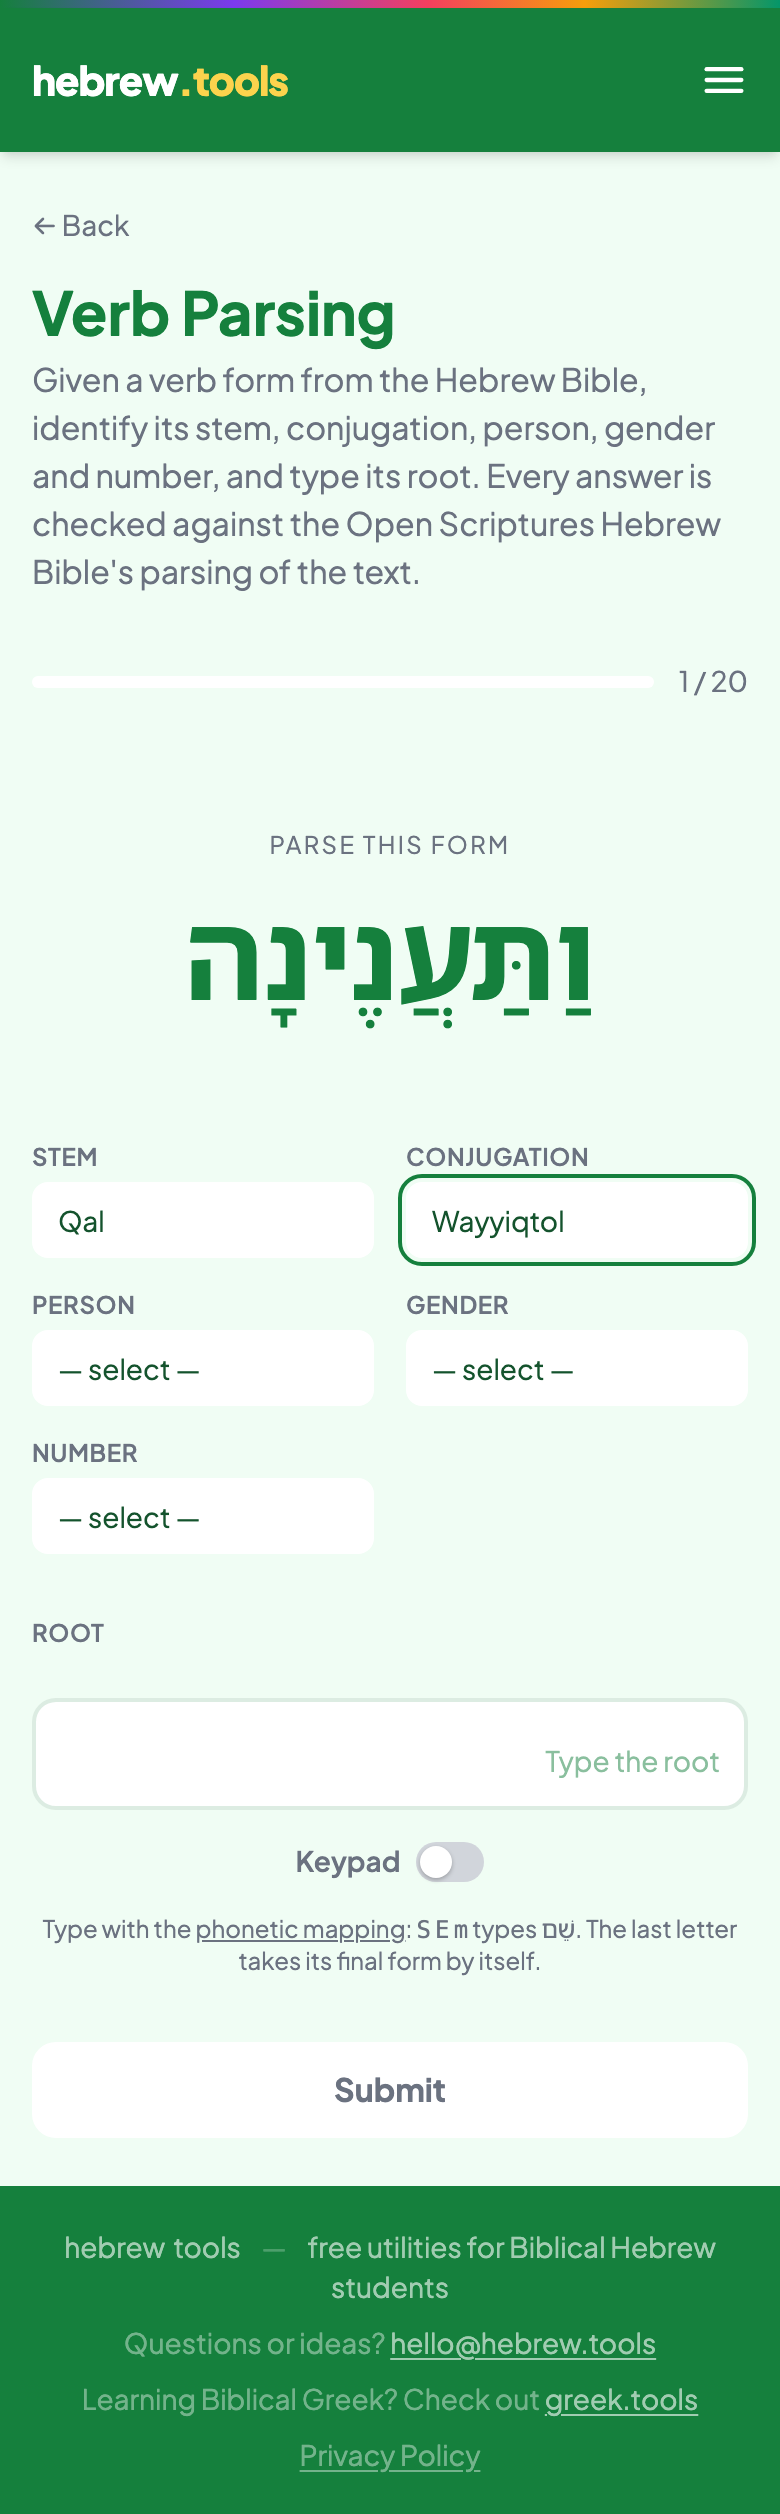 hebrew.tools
← Back
Verb Parsing
Given a verb form from the Hebrew Bible,
identify its stem, conjugation, person, gender
and number, and type its root. Every answer is
checked against the Open Scriptures Hebrew
Bible's parsing of the text.
1 / 20
PARSE THIS FORM
וַתַּעֲנֶינָה
STEM
CONJUGATION
Qal
Wayyiqtol
PERSON
GENDER
— select —
— select —
NUMBER
— select —
ROOT
Type the root
Keypad
Type with the phonetic mapping: S E m types שֵׁם. The last letter
takes its final form by itself.
Submit
hebrew tools — free utilities for Biblical Hebrew
students
Questions or ideas? hello@hebrew.tools
Learning Biblical Greek? Check out greek.tools
Privacy Policy